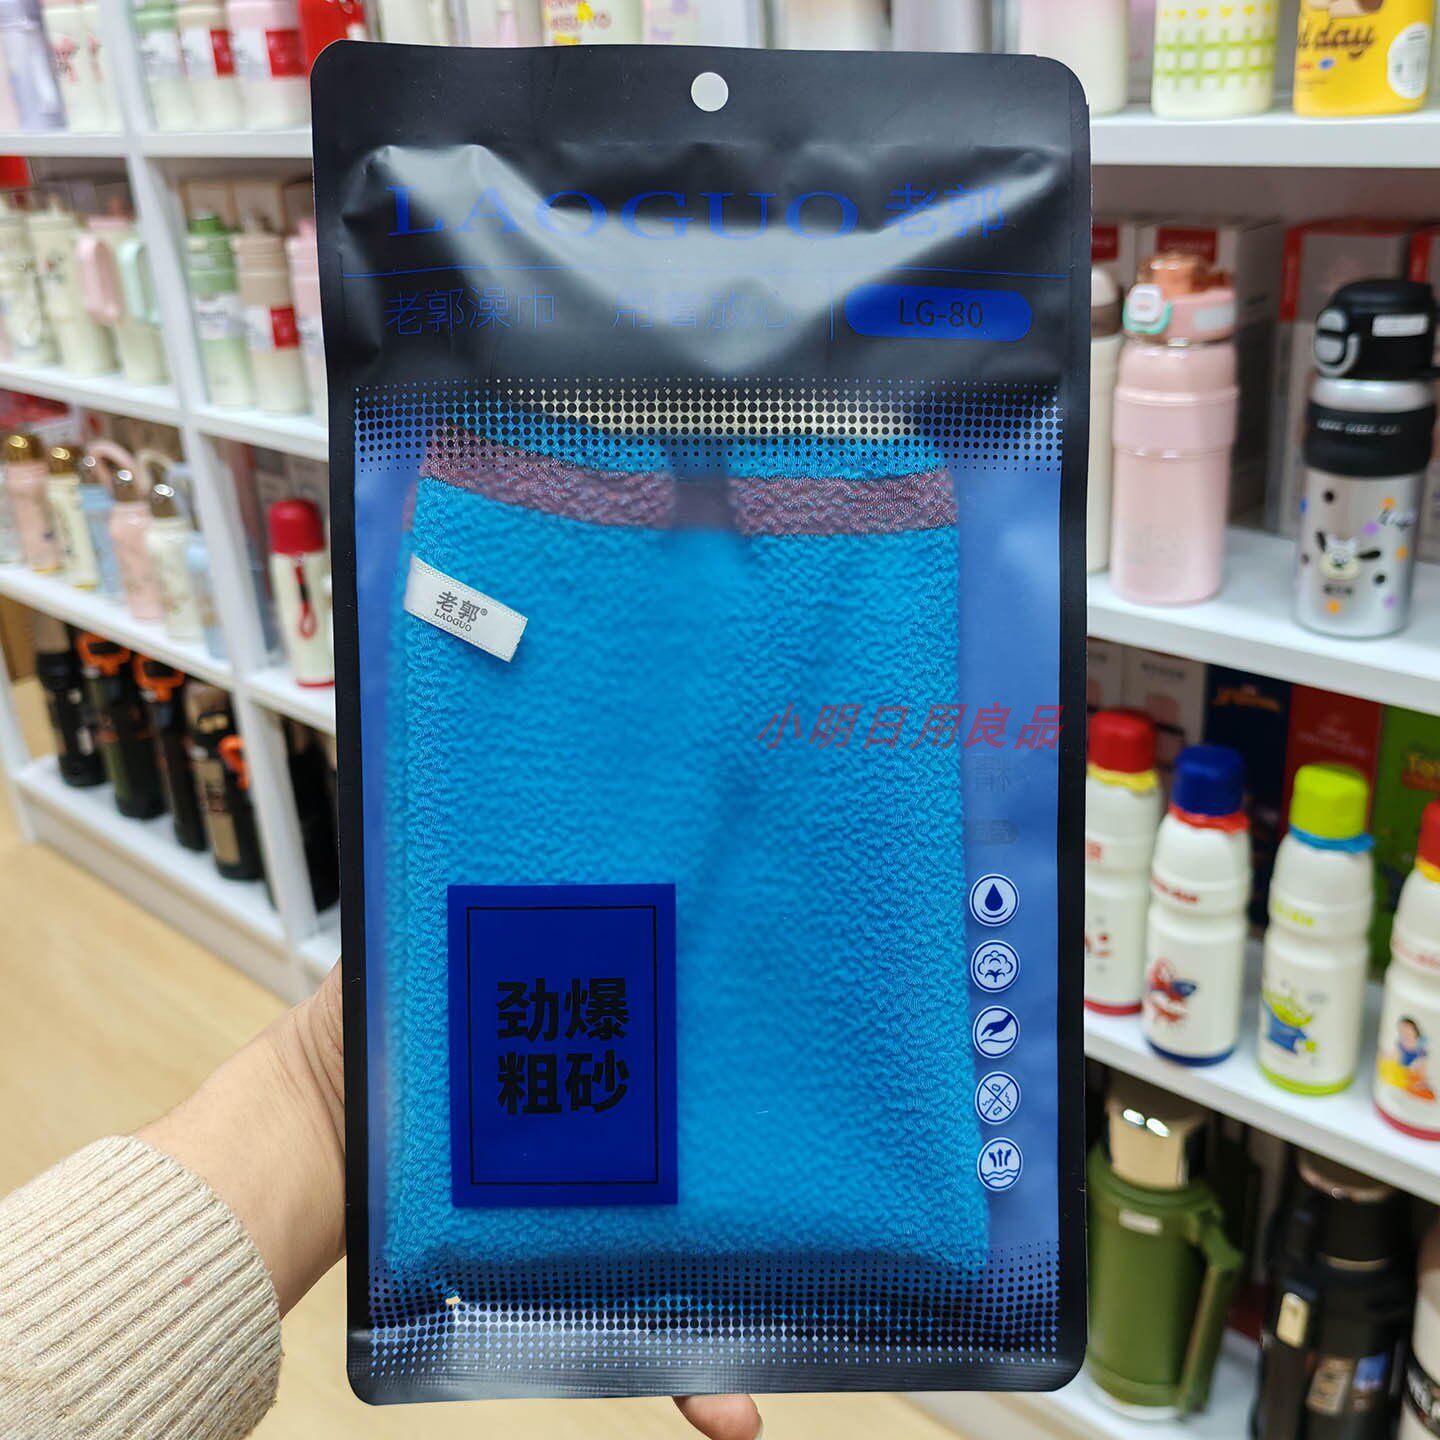 LAOGUO 老郭
老郭澡巾 用着放心 LG-80
老郭®
LAOGUO
小明日用良品
劲爆
粗砂